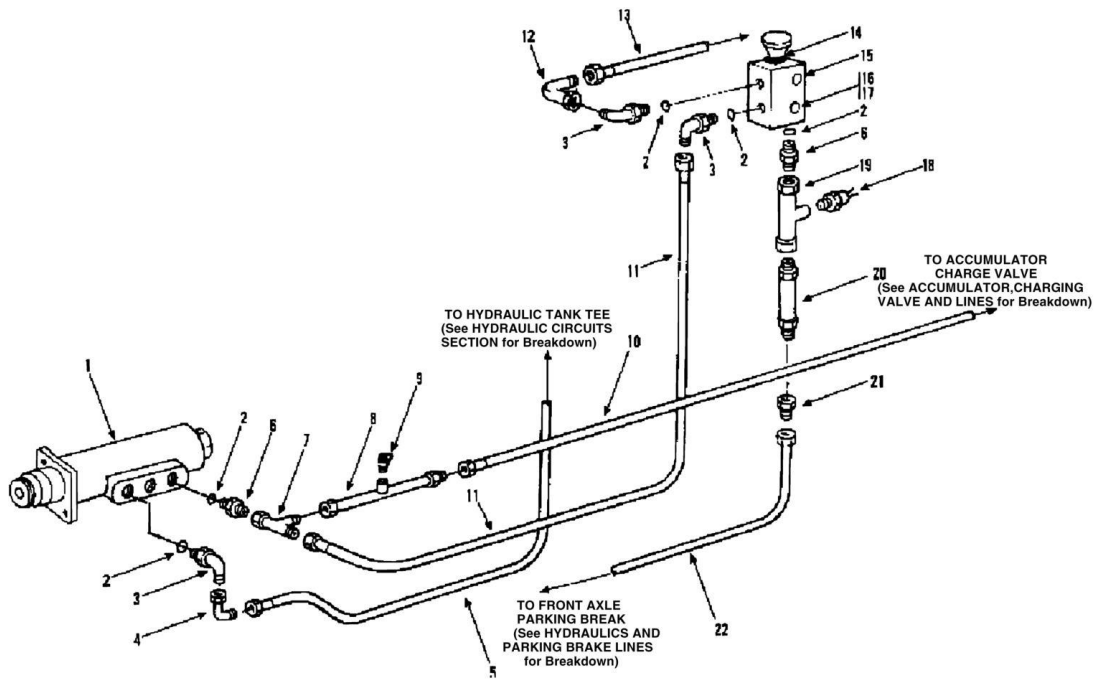 13
12
14
15
16
17
2
6
3
2
3
2
19
18
11
20
TO ACCUMULATOR
CHARGE VALVE
(See ACCUMULATOR,CHARGING
VALVE AND LINES for Breakdown)
TO HYDRAULIC TANK TEE
(See HYDRAULIC CIRCUITS
SECTION for Breakdown)
10
1
9
21
2
6
7
8
11
2
3
4
5
22
TO FRONT AXLE
PARKING BREAK
(See HYDRAULICS AND
PARKING BRAKE LINES
for Breakdown)